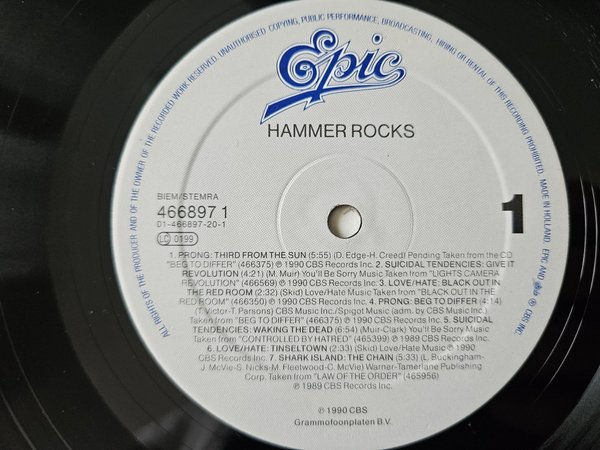 ALL RIGHTS OF THE PRODUCER AND OF THE OWNER OF THE RECORDED WORK RESERVED. UNAUTHORISED COPYING, PUBLIC PERFORMANCE, BROADCASTING, HIRING OR RENTAL OF THIS RECORDING PROHIBITED. MADE IN HOLLAND. EPIC AND
Epic
HAMMER ROCKS
BIEM/STEMRA
466897 1
D1-466897-20-1
LC 0199
1
1. PRONG: THIRD FROM THE SUN (5:55) (D. Edge-H. Creed) Pending Taken from the CD
"BEG TO DIFFER" (466375) ℗ 1990 CBS Records Inc. 2. SUICIDAL TENDENCIES: GIVE IT
REVOLUTION (4:21) (M. Muir) You'll Be Sorry Music Taken from "LIGHTS CAMERA
REVOLUTION" (466569) ℗ 1990 CBS Records Inc. 3. LOVE/HATE: BLACK OUT IN
THE RED ROOM (2:32) (Skid) Love/Hate Music Taken from "BLACK OUT IN THE
RED ROOM" (466350) ℗ 1990 CBS Records Inc. 4. PRONG: BEG TO DIFFER (4:14)
(T. Victor-T. Parsons) CBS Music Inc./Spigot Music (adm. by CBS Music Inc.)
Taken from "BEG TO DIFFER" (466375) ℗ 1990 CBS Records Inc. 5. SUICIDAL
TENDENCIES: WAKING THE DEAD (6:54) (Muir-Clark) You'll Be Sorry Music
Taken from "CONTROLLED BY HATRED" (465399) ℗ 1989 CBS Records Inc.
6. LOVE/HATE: TINSELTOWN (2:33) (Skid) Love/Hate Music ℗ 1990
CBS Records Inc. 7. SHARK ISLAND: THE CHAIN (5:33) (L. Buckingham-
J. McVie-S. Nicks-M. Fleetwood-C. McVie) Warner-Tamerlane Publishing
Corp. Taken from "LAW OF THE ORDER" (465956)
℗ 1989 CBS Records Inc.
℗ 1990 CBS
Grammofoonplaten B.V.